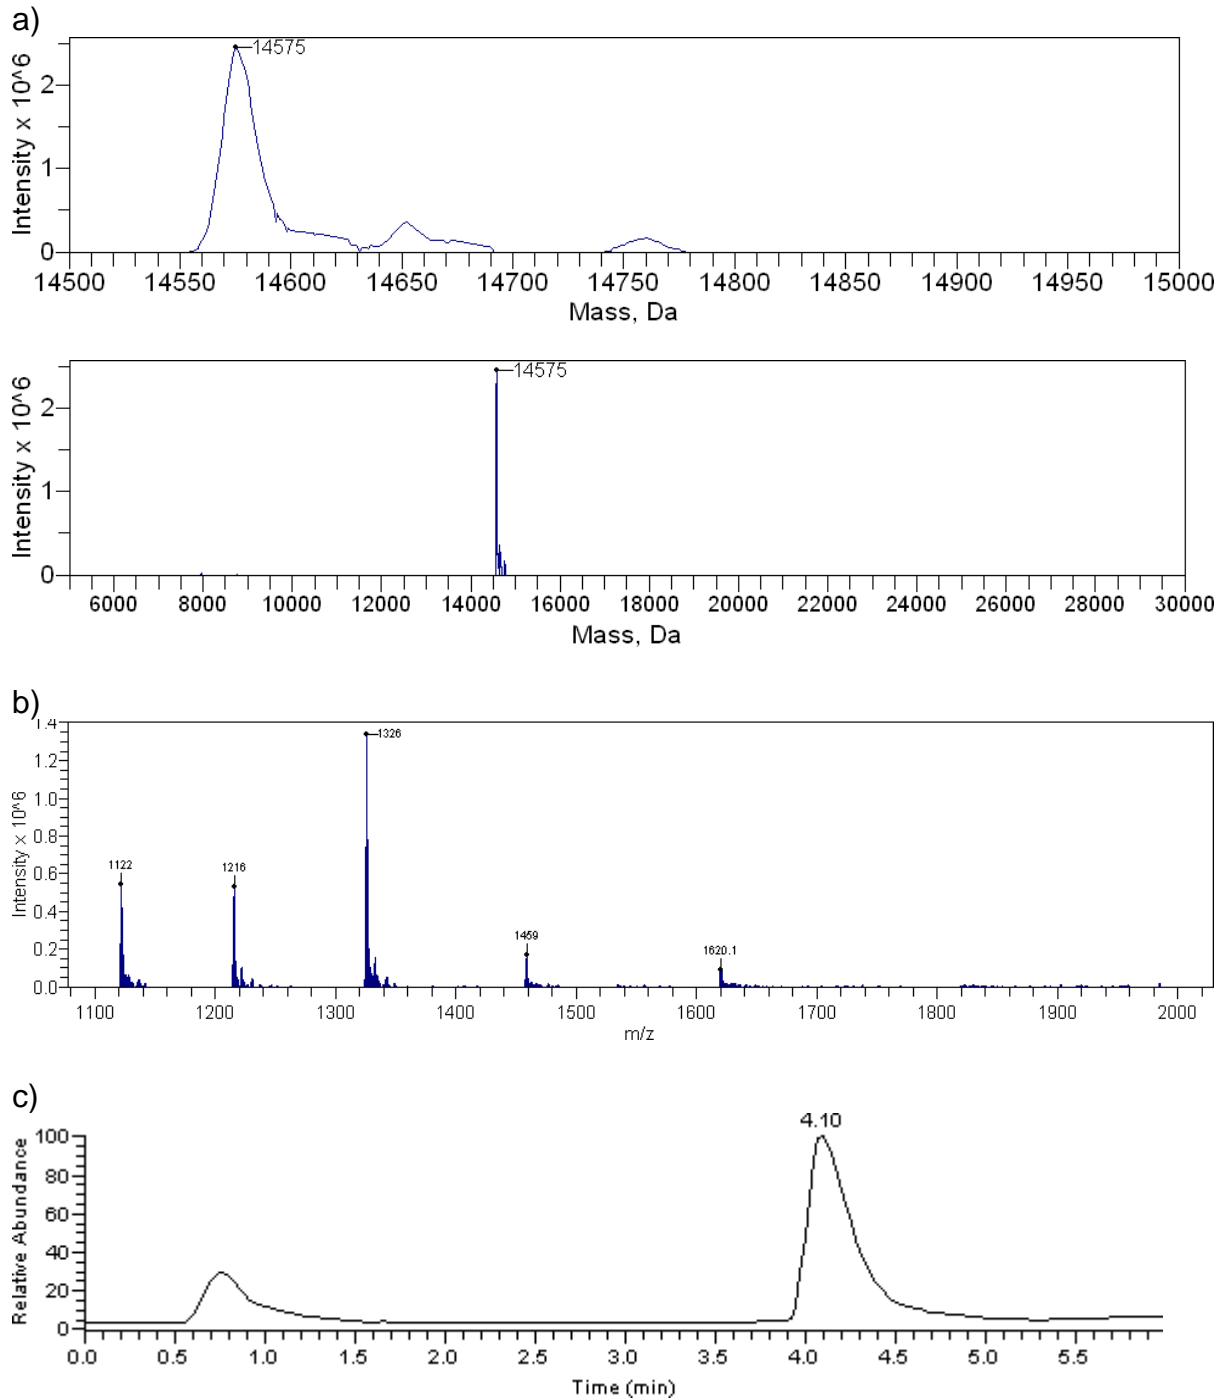 a)
Intensity x 10^6
2
1
0
14575
14500 14550 14600 14650 14700 14750 14800 14850 14900 14950 15000
Mass, Da
Intensity x 10^6
2
1
0
14575
6000 8000 10000 12000 14000 16000 18000 20000 22000 24000 26000 28000 30000
Mass, Da
b)
Intensity x 10^6
1.4
1.2
1.0
0.8
0.6
0.4
0.2
0.0
1326
1122
1216
1459
1620.1
1100 1200 1300 1400 1500 1600 1700 1800 1900 2000
m/z
c)
4.10
Relative Abundance
100
80
60
40
20
0
0.0 0.5 1.0 1.5 2.0 2.5 3.0 3.5 4.0 4.5 5.0 5.5
Time (min)